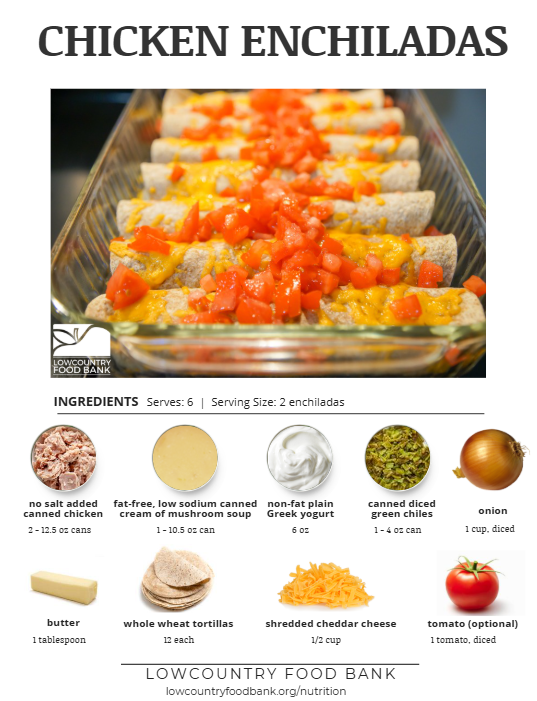 CHICKEN ENCHILADAS
LOWCOUNTRY
FOOD BANK
INGREDIENTS Serves: 6 | Serving Size: 2 enchiladas
no salt added
canned chicken
2 - 12.5 oz cans
fat-free, low sodium canned
cream of mushroom soup
1 - 10.5 oz can
non-fat plain
Greek yogurt
6 oz
canned diced
green chiles
1 - 4 oz can
onion
1 cup, diced
butter
1 tablespoon
whole wheat tortillas
12 each
shredded cheddar cheese
1/2 cup
tomato (optional)
1 tomato, diced
LOWCOUNTRY FOOD BANK
lowcountryfoodbank.org/nutrition